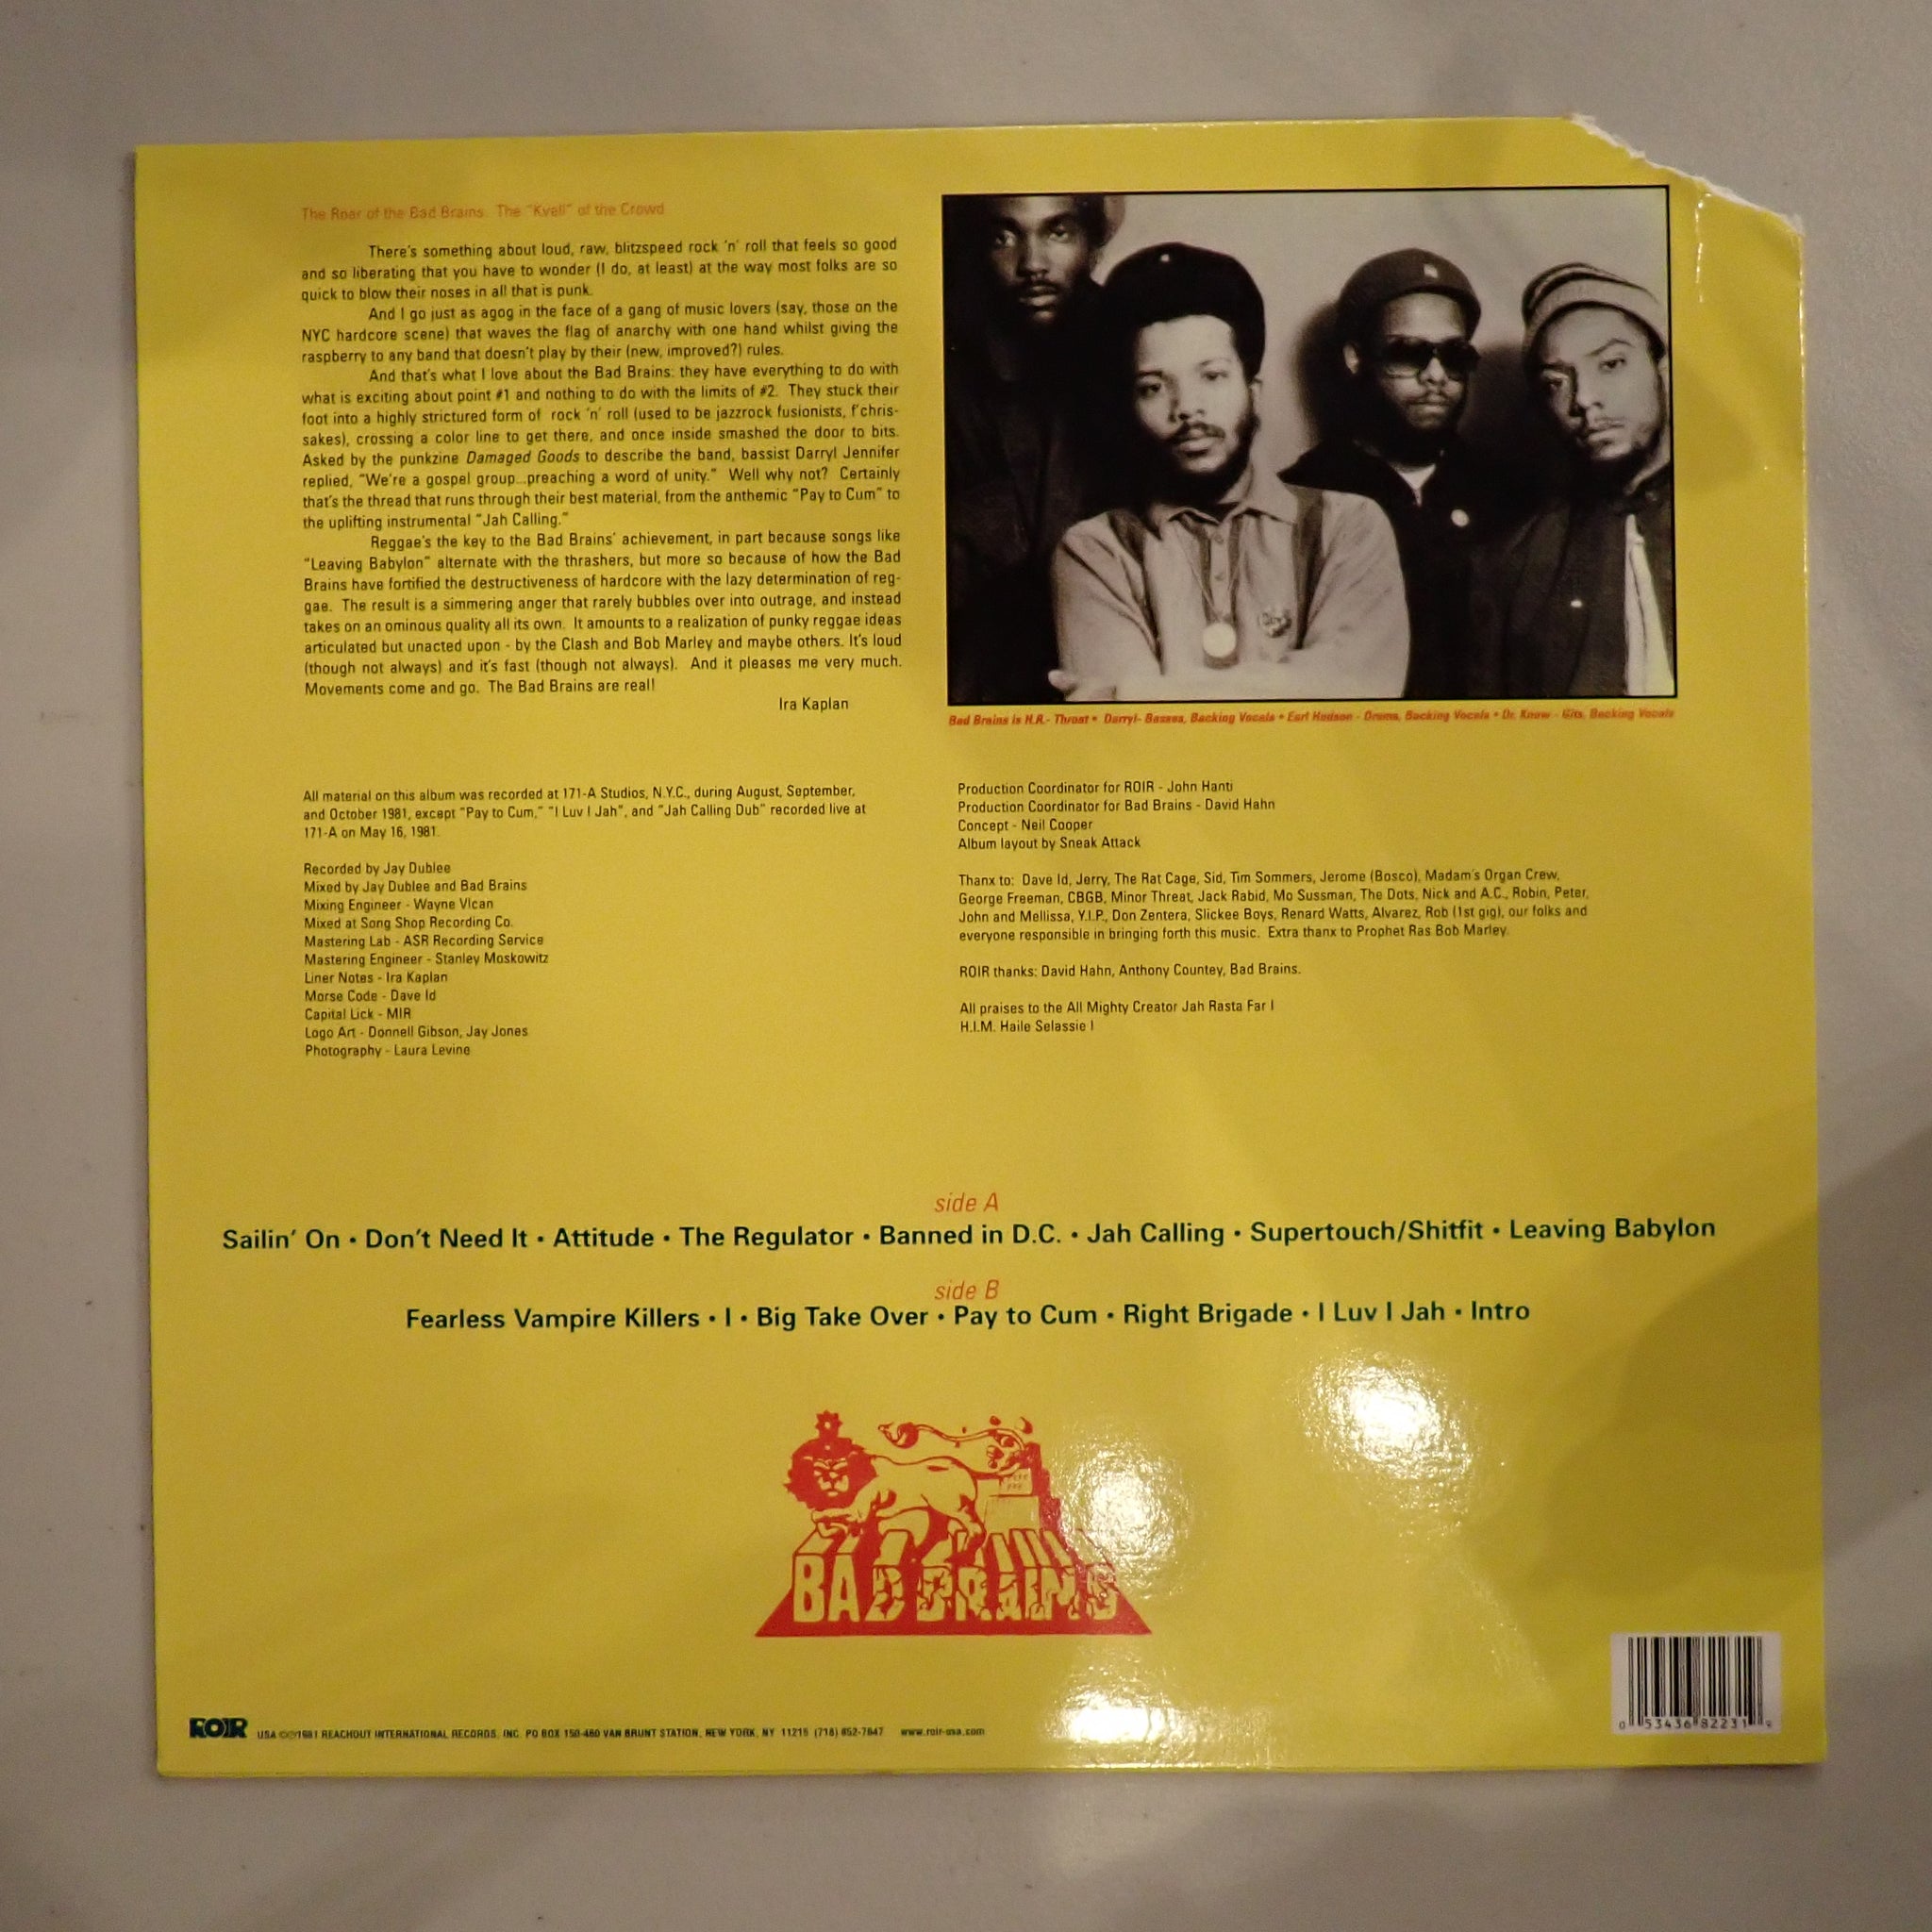 The Roar of the Bad Brains. The "Kvell" of the Crowd
There's something about loud, raw, blitzspeed rock 'n' roll that feels so good
and so liberating that you have to wonder (I do, at least) at the way most folks are so
quick to blow their noses in all that is punk.
And I go just as agog in the face of a gang of music lovers (say, those on the
NYC hardcore scene) that waves the flag of anarchy with one hand whilst giving the
raspberry to any band that doesn't play by their (new, improved?) rules.
And that's what I love about the Bad Brains: they have everything to do with
what is exciting about point #1 and nothing to do with the limits of #2. They stuck their
foot into a highly strictured form of rock 'n' roll (used to be jazzrock fusionists, f'chris-
sakes), crossing a color line to get there, and once inside smashed the door to bits.
Asked by the punkzine Damaged Goods to describe the band, bassist Darryl Jennifer
replied, "We're a gospel group...preaching a word of unity." Well why not? Certainly
that's the thread that runs through their best material, from the anthemic "Pay to Cum" to
the uplifting instrumental "Jah Calling."
Reggae's the key to the Bad Brains' achievement, in part because songs like
"Leaving Babylon" alternate with the thrashers, but more so because of how the Bad
Brains have fortified the destructiveness of hardcore with the lazy determination of reg-
gae. The result is a simmering anger that rarely bubbles over into outrage, and instead
takes on an ominous quality all its own. It amounts to a realization of punky reggae ideas
articulated but unacted upon - by the Clash and Bob Marley and maybe others. It's loud
(though not always) and it's fast (though not always). And it pleases me very much.
Movements come and go. The Bad Brains are real!
Ira Kaplan
Bad Brains is H.R.- Throat • Darryl- Basses, Backing Vocals • Earl Hudson - Drums, Backing Vocals • Dr. Know - Gits, Backing Vocals
All material on this album was recorded at 171-A Studios, N.Y.C., during August, September,
and October 1981, except "Pay to Cum," "I Luv I Jah", and "Jah Calling Dub" recorded live at
171-A on May 16, 1981.
Recorded by Jay Dublee
Mixed by Jay Dublee and Bad Brains
Mixing Engineer - Wayne Vlcan
Mixed at Song Shop Recording Co.
Mastering Lab - ASR Recording Service
Mastering Engineer - Stanley Moskowitz
Liner Notes - Ira Kaplan
Morse Code - Dave Id
Capital Lick - MIR
Logo Art - Donnell Gibson, Jay Jones
Photography - Laura Levine
Production Coordinator for ROIR - John Hanti
Production Coordinator for Bad Brains - David Hahn
Concept - Neil Cooper
Album layout by Sneak Attack
Thanx to: Dave Id, Jerry, The Rat Cage, Sid, Tim Sommers, Jerome (Bosco), Madam's Organ Crew,
George Freeman, CBGB, Minor Threat, Jack Rabid, Mo Sussman, The Dots, Nick and A.C., Robin, Peter,
John and Mellissa, Y.I.P., Don Zentera, Slickee Boys, Renard Watts, Alvarez, Rob (1st gig), our folks and
everyone responsible in bringing forth this music. Extra thanx to Prophet Ras Bob Marley.
ROIR thanks: David Hahn, Anthony Countey, Bad Brains.
All praises to the All Mighty Creator Jah Rasta Far I
H.I.M. Haile Selassie I
side A
Sailin' On • Don't Need It • Attitude • The Regulator • Banned in D.C. • Jah Calling • Supertouch/Shitfit • Leaving Babylon
side B
Fearless Vampire Killers • I • Big Take Over • Pay to Cum • Right Brigade • I Luv I Jah • Intro
BAD BRAINS
ROIR USA ©℗1981 REACHOUT INTERNATIONAL RECORDS, INC. PO BOX 150-460 VAN BRUNT STATION, NEW YORK, NY 11215 (718) 852-7847 www.roir-usa.com
0 53436 82231